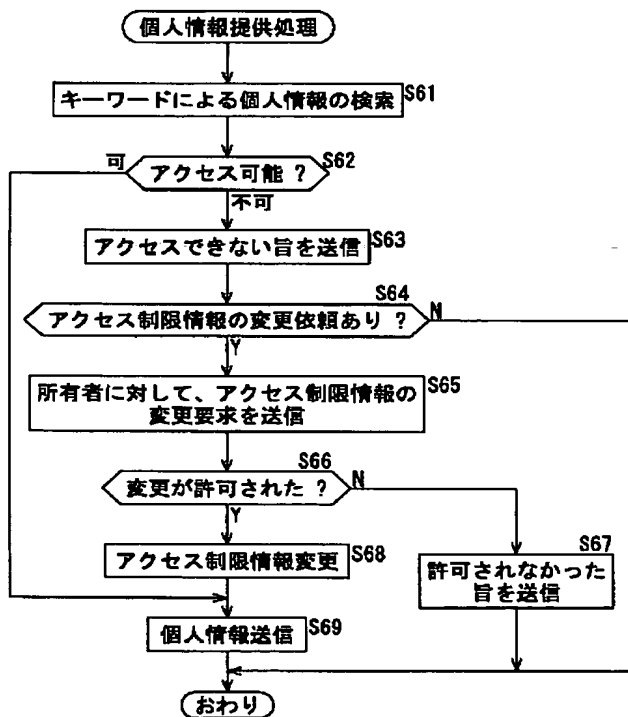 個人情報提供処理
キーワードによる個人情報の検索 S61
可
アクセス可能 ? S62
不可
アクセスできない旨を送信 S63
S64
アクセス制限情報の変更依頼あり ? N
Y
所有者に対して、アクセス制限情報の
変更要求を送信
S65
S66
変更が許可された ? N
Y
アクセス制限情報変更 S68
S67
許可されなかった
旨を送信
個人情報送信 S69
おわり